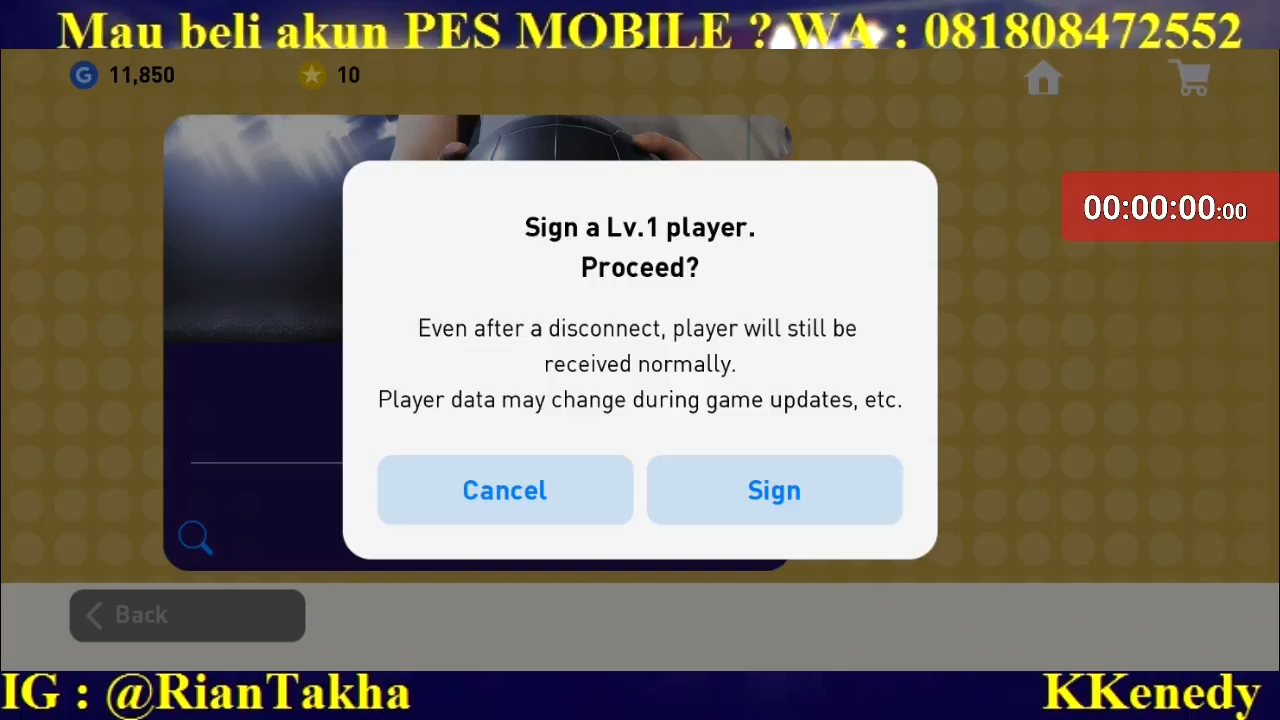 Mau beli akun PES MOBILE ? WA : 081808472552
G 11,850 10
Sign a Lv.1 player.
Proceed?
00:00:00:00
Even after a disconnect, player will still be
received normally.
Player data may change during game updates, etc.
Cancel Sign
Back
IG : @RianTakha KKenedy